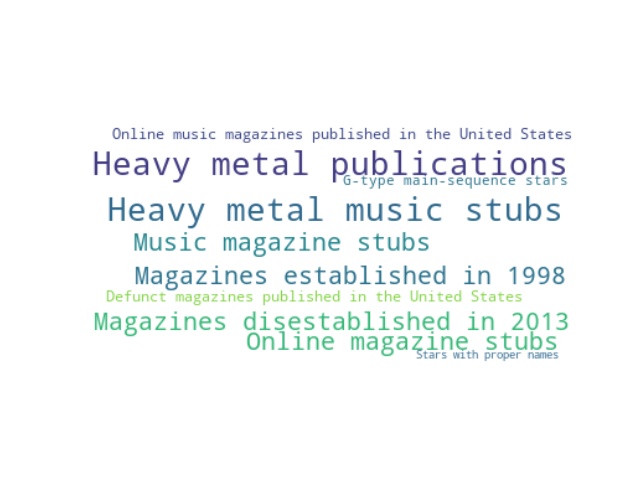 Online music magazines published in the United States
Heavy metal publications
G-type main-sequence stars
Heavy metal music stubs
Music magazine stubs
Magazines established in 1998
Defunct magazines published in the United States
Magazines disestablished in 2013
Online magazine stubs
Stars with proper names